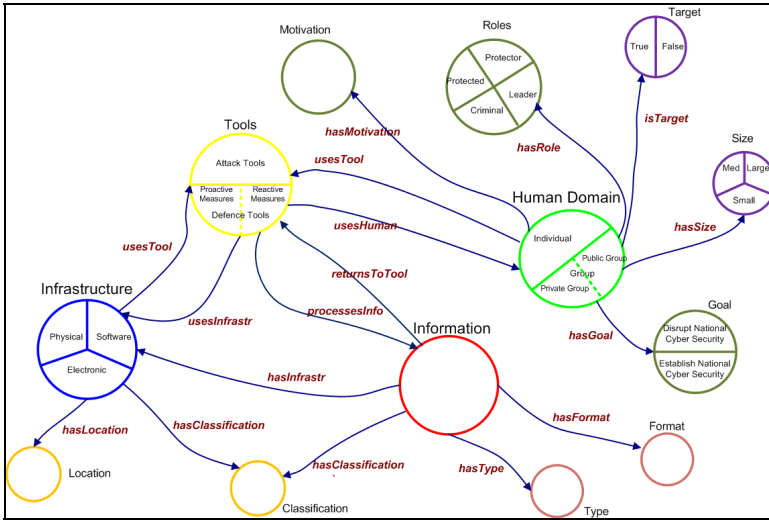 Motivation
Roles
Protector
Protected
Leader
Criminal
Target
True
False
hasMotivation
hasRole
isTarget
Tools
Attack Tools
Proactive
Measures
Reactive
Measures
Defence Tools
usesTool
usesHuman
Human Domain
Individual
Public Group
Group
Private Group
Size
Med
Large
Small
hasSize
usesTool
returnsToTool
Infrastructure
Physical
Software
Electronic
usesInfrastr
processesInfo
Information
hasGoal
Goal
Disrupt National
Cyber Security
Establish National
Cyber Security
hasInfrastr
hasLocation
hasClassification
hasClassification
hasFormat
Format
hasType
Location
Classification
Type